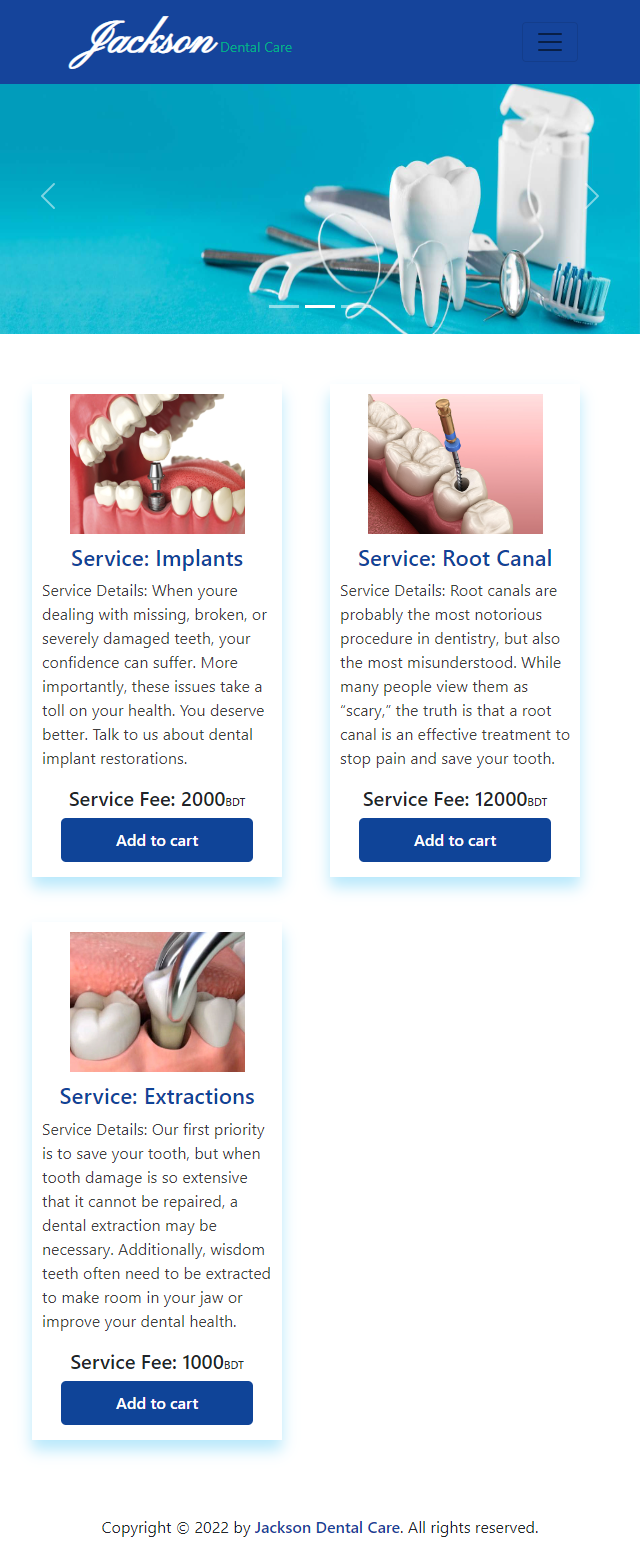 Jackson Dental Care
Service: Implants
Service Details: When youre
dealing with missing, broken, or
severely damaged teeth, your
confidence can suffer. More
importantly, these issues take a
toll on your health. You deserve
better. Talk to us about dental
implant restorations.
Service Fee: 2000BDT
Add to cart
Service: Root Canal
Service Details: Root canals are
probably the most notorious
procedure in dentistry, but also
the most misunderstood. While
many people view them as
“scary,” the truth is that a root
canal is an effective treatment to
stop pain and save your tooth.
Service Fee: 12000BDT
Add to cart
Service: Extractions
Service Details: Our first priority
is to save your tooth, but when
tooth damage is so extensive
that it cannot be repaired, a
dental extraction may be
necessary. Additionally, wisdom
teeth often need to be extracted
to make room in your jaw or
improve your dental health.
Service Fee: 1000BDT
Add to cart
Copyright © 2022 by Jackson Dental Care. All rights reserved.